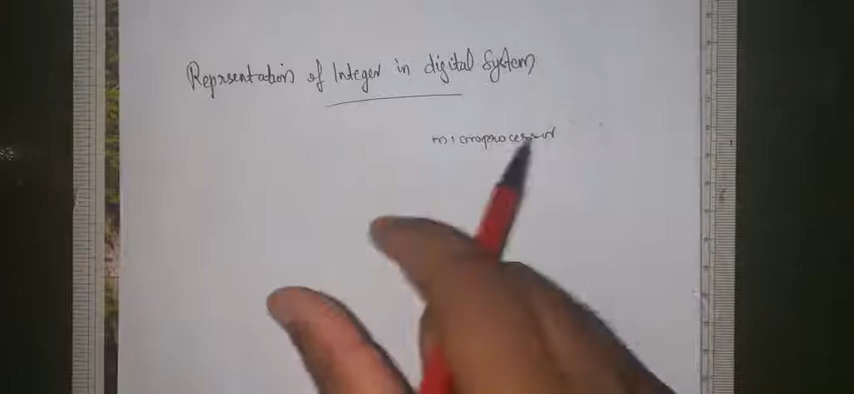 Representation of Integer in digital System
microprocessor